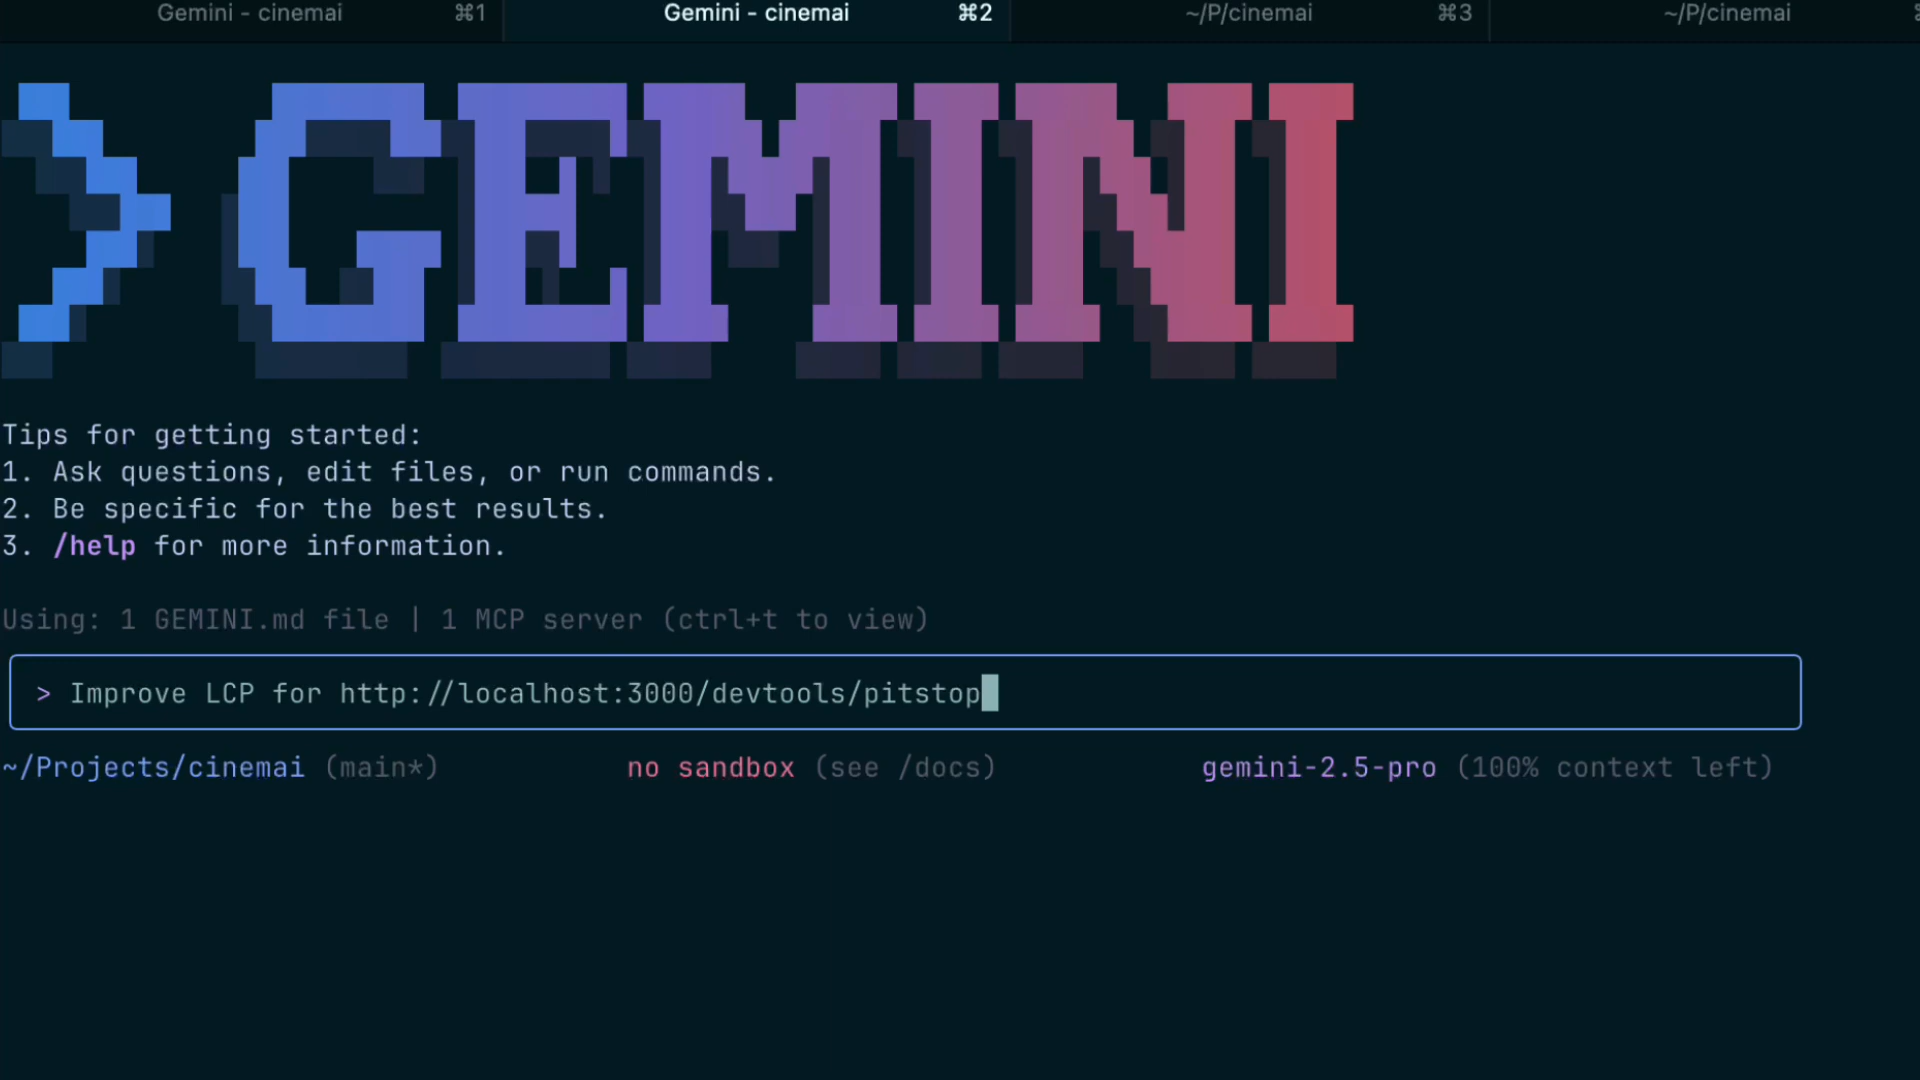 Gemini - cinemai ⌘1 Gemini - cinemai ⌘2 ~/P/cinemai ⌘3 ~/P/cinemai
> GEMINI
Tips for getting started:
1. Ask questions, edit files, or run commands.
2. Be specific for the best results.
3. /help for more information.
Using: 1 GEMINI.md file | 1 MCP server (ctrl+t to view)
> Improve LCP for http://localhost:3000/devtools/pitstop
~/Projects/cinemai (main*) no sandbox (see /docs) gemini-2.5-pro (100% context left)